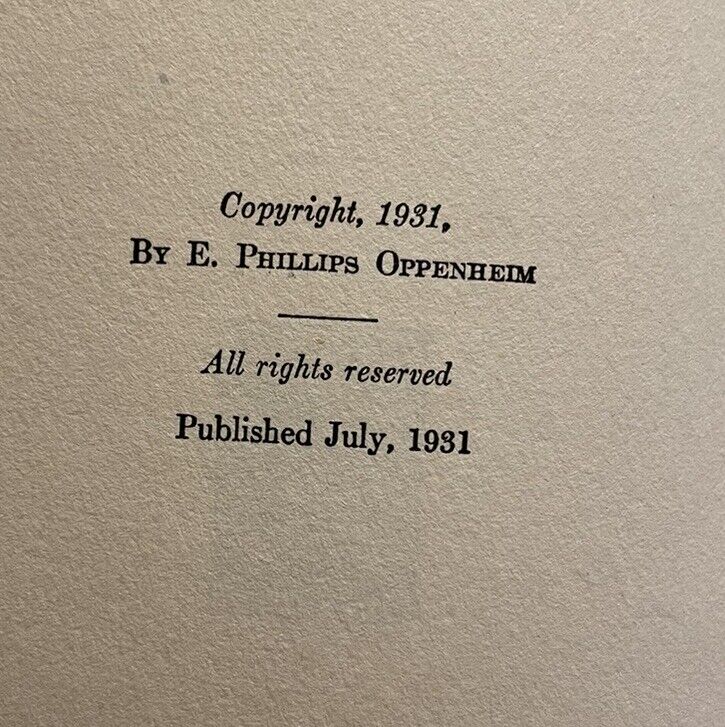 Copyright, 1931,
By E. Phillips Oppenheim
All rights reserved
Published July, 1931